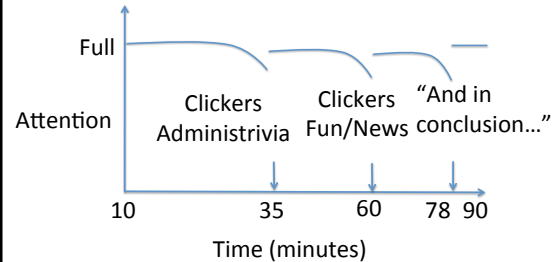 Full
Attention
Clickers
Administrivia
Clickers
Fun/News
“And in
conclusion…”
10
35
60
78
90
Time (minutes)